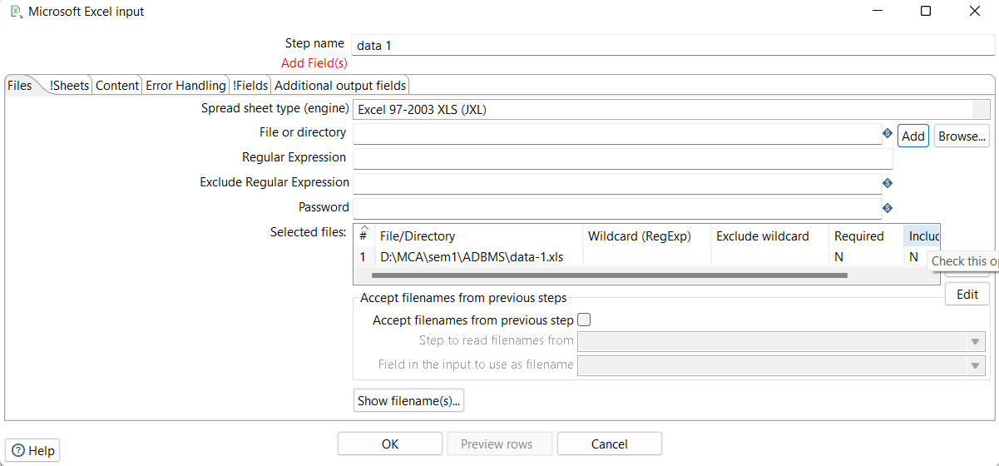 Microsoft Excel input
Step name data 1
Add Field(s)
Files !Sheets Content Error Handling !Fields Additional output fields
Spread sheet type (engine) Excel 97-2003 XLS (JXL)
File or directory Add Browse...
Regular Expression
Exclude Regular Expression
Password
Selected files: # File/Directory Wildcard (RegExp) Exclude wildcard Required Includ
1 D:\MCA\sem1\ADBMS\data-1.xls N N Check this op
Edit
Accept filenames from previous steps
Accept filenames from previous step
Step to read filenames from
Field in the input to use as filename
Show filename(s)...
OK Preview rows Cancel
Help